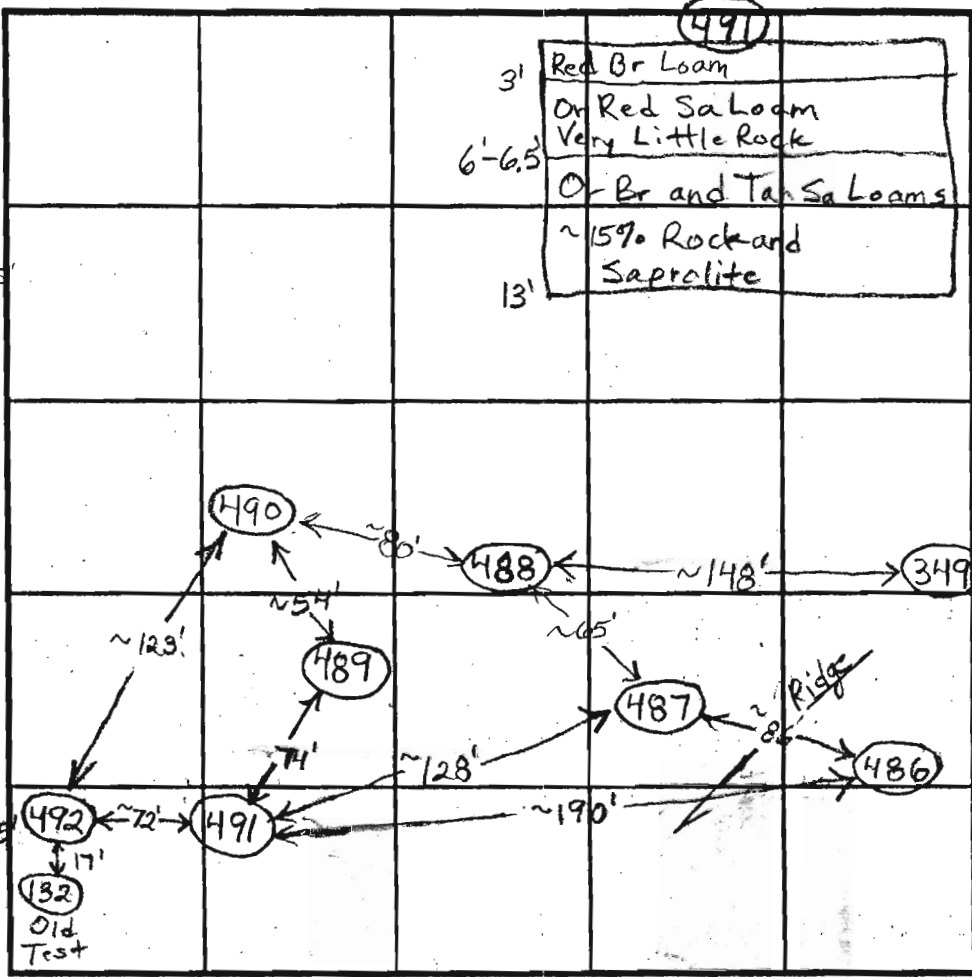 491
3' Red Br Loam
Or Red Sa Loam
Very Little Rock
6'-6.5'
Or Br and Tan Sa Loams
~15% Rock and
Saprolite
13'
490
~80'
488
~148'
349
~54'
~65'
~123'
489
Ridge
487
74'
~128'
486
492
~72'
491
~190'
17'
132
Old
Test